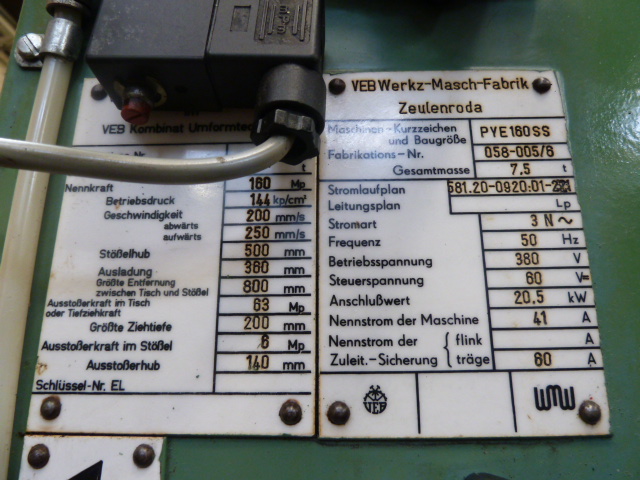 VEB Kombinat Umformtec
t
Nennkraft 160 Mp
Betriebsdruck 144 kp/cm²
Geschwindigkeit
abwärts 200 mm/s
aufwärts 250 mm/s
Stößelhub 500 mm
Ausladung 360 mm
Größte Entfernung
zwischen Tisch und Stößel 800 mm
Ausstoßerkraft im Tisch
oder Tiefziehkraft 63 Mp
Größte Ziehtiefe 200 mm
Ausstoßerkraft im Stößel 6 Mp
Ausstoßerhub 140 mm
Schlüssel-Nr. EL
VEB Werkz-Masch-Fabrik
Zeulenroda
Maschinen-Kurzzeichen
und Baugröße PYE160SS
Fabrikations-Nr. 058-005/6
Gesamtmasse 7,5 t
Stromlaufplan 581.20-0920:01-
Leitungsplan Lp
Stromart 3 N ~
Frequenz 50 Hz
Betriebsspannung 380 V
Steuerspannung 60 V=
Anschlußwert 20,5 kW
Nennstrom der Maschine 41 A
Nennstrom der flink A
Zuleit.-Sicherung träge 60 A
VEB
WMW